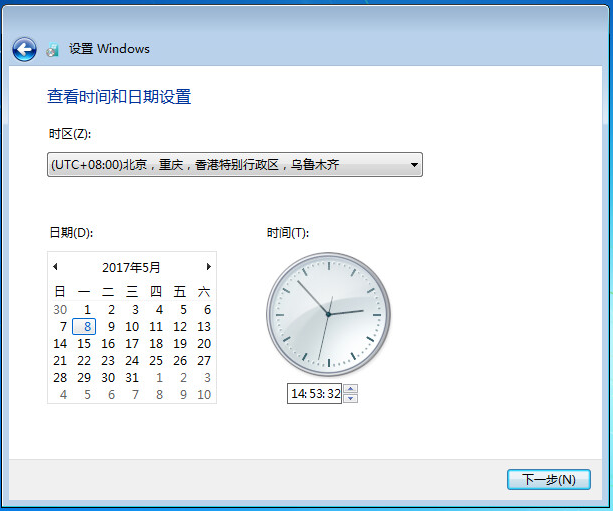 设置 Windows
查看时间和日期设置
时区(Z):
(UTC+08:00)北京，重庆，香港特别行政区，乌鲁木齐
日期(D):
时间(T):
2017年5月
日 一 二 三 四 五 六
30 1 2 3 4 5 6
7 8 9 10 11 12 13
14 15 16 17 18 19 20
21 22 23 24 25 26 27
28 29 30 31 1 2 3
4 5 6 7 8 9 10
14:53:32
下一步(N)